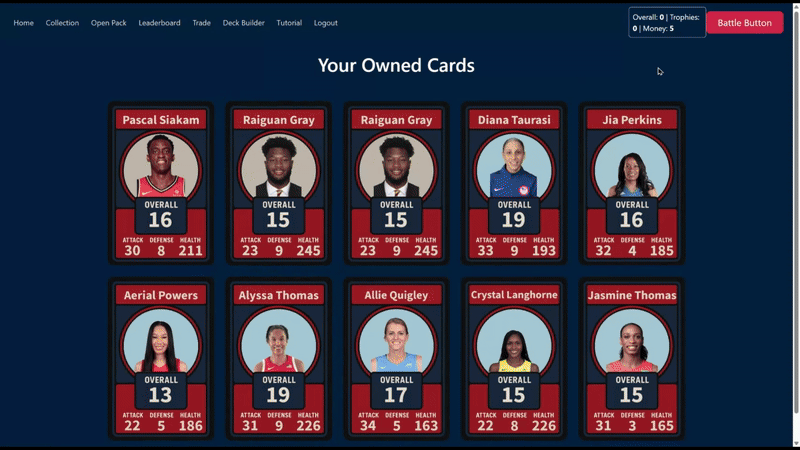 Home Collection Open Pack Leaderboard Trade Deck Builder Tutorial Logout
Overall: 0 | Trophies:
0 | Money: 5
Battle Button
Your Owned Cards
Pascal Siakam Raiguan Gray Raiguan Gray Diana Taurasi Jia Perkins
OVERALL OVERALL OVERALL OVERALL OVERALL
16 15 15 19 16
ATTACK DEFENSE HEALTH ATTACK DEFENSE HEALTH ATTACK DEFENSE HEALTH ATTACK DEFENSE HEALTH ATTACK DEFENSE HEALTH
30 8 211 23 9 245 23 9 245 33 9 193 32 4 185
Aerial Powers Alyssa Thomas Allie Quigley Crystal Langhorne Jasmine Thomas
OVERALL OVERALL OVERALL OVERALL OVERALL
13 19 17 15 15
ATTACK DEFENSE HEALTH ATTACK DEFENSE HEALTH ATTACK DEFENSE HEALTH ATTACK DEFENSE HEALTH ATTACK DEFENSE HEALTH
22 5 186 31 9 226 34 5 163 22 8 226 31 3 165